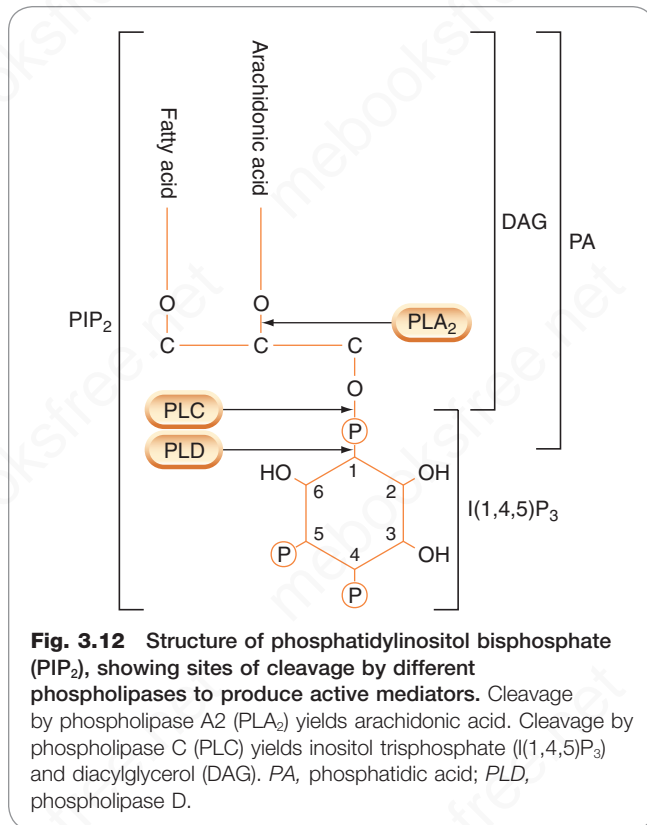 Fatty acid
Arachidonic acid
DAG
PA
PIP₂
O
O
PLA₂
C
C
C
O
PLC
P
PLD
HO
1
OH
6
2
I(1,4,5)P₃
5
3
P
4
OH
P
Fig. 3.12 Structure of phosphatidylinositol bisphosphate
(PIP₂), showing sites of cleavage by different
phospholipases to produce active mediators. Cleavage
by phospholipase A2 (PLA₂) yields arachidonic acid. Cleavage by
phospholipase C (PLC) yields inositol trisphosphate (I(1,4,5)P₃)
and diacylglycerol (DAG). PA, phosphatidic acid; PLD,
phospholipase D.
mebooksfree.net